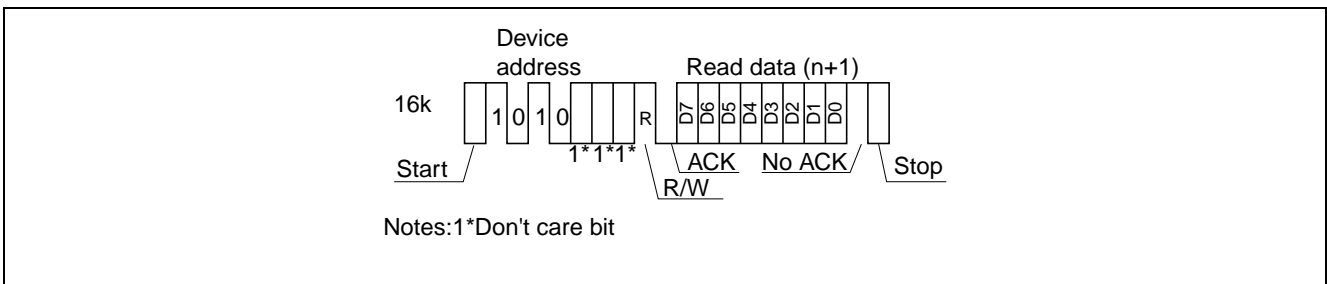 Device
address
Read data (n+1)
16k
1 0 1 0
R
D7 D6 D5 D4 D3 D2 D1 D0
1* 1* 1*
Start
ACK
No ACK
Stop
R/W
Notes:1*Don't care bit